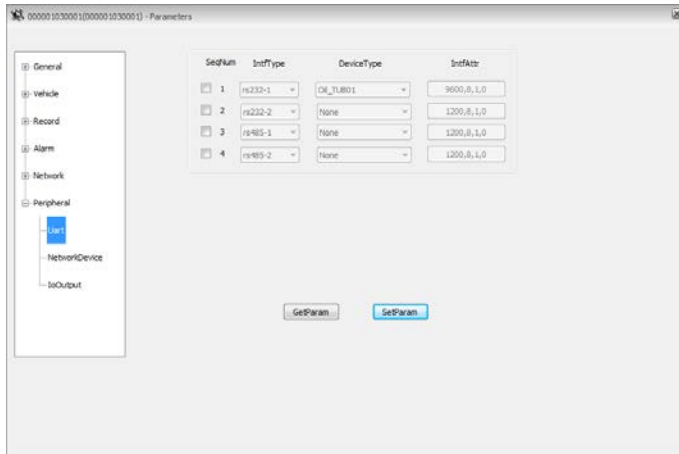 000001030001(000001030001) - Parameters
General
Vehicle
Record
Alarm
Network
Peripheral
Uart
NetworkDevice
IoOutput
SeqNum IntfType DeviceType IntfAttr
1 rs232-1 Oil_TUB01 9600,8,1,0
2 rs232-2 None 1200,8,1,0
3 rs485-1 None 1200,8,1,0
4 rs485-2 None 1200,8,1,0
GetParam SetParam